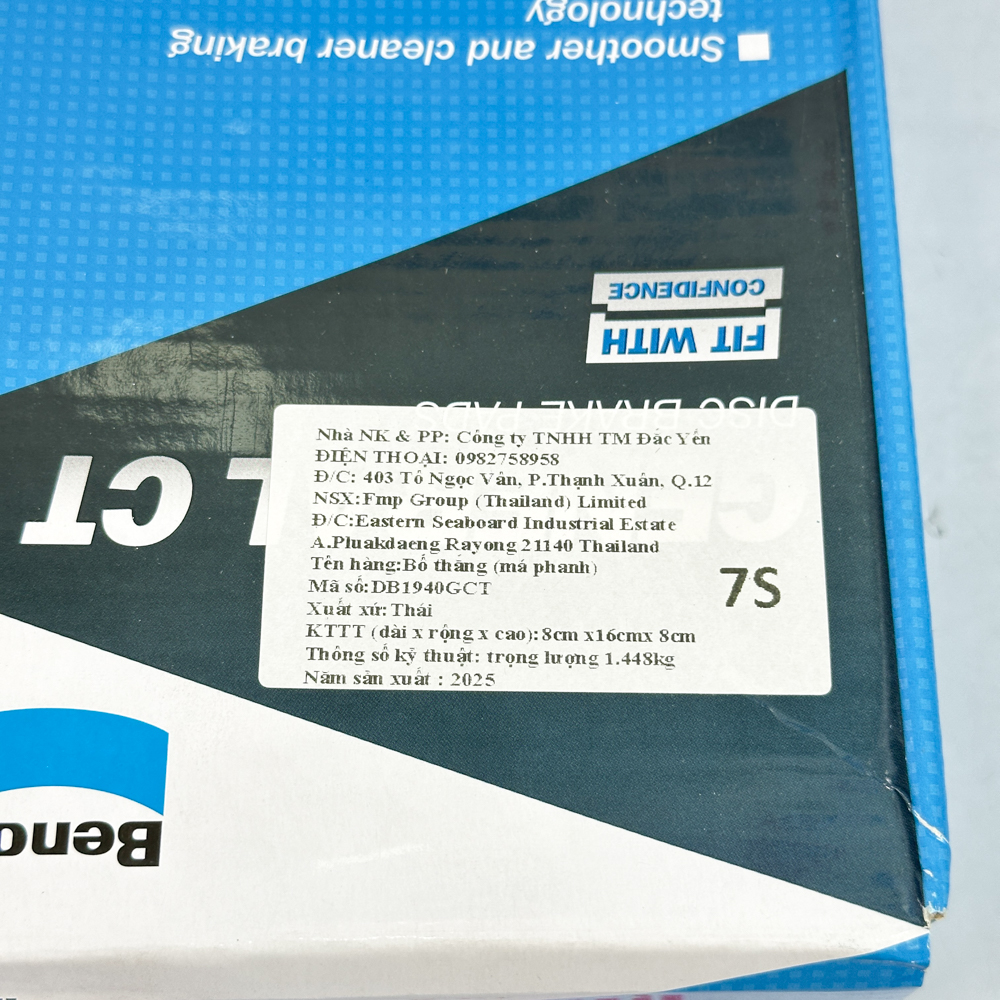 Smoother and cleaner braking
technology
FIT WITH
CONFIDENCE
DISC BRAKE PADS
CT
Nhà NK & PP: Công ty TNHH TM Đắc Yến
ĐIỆN THOẠI: 0982758958
Đ/C: 403 Tô Ngọc Vân, P.Thạnh Xuân, Q.12
NSX:Fmp Group (Thailand) Limited
Đ/C:Eastern Seaboard Industrial Estate
A.Pluakdaeng Rayong 21140 Thailand
Tên hàng:Bố thắng (má phanh)
Mã số:DB1940GCT
Xuất xứ:Thái
KTTT (dài x rộng x cao):8cm x16cmx 8cm
Thông số kỹ thuật: trọng lượng 1.448kg
Năm sản xuất : 2025
7S